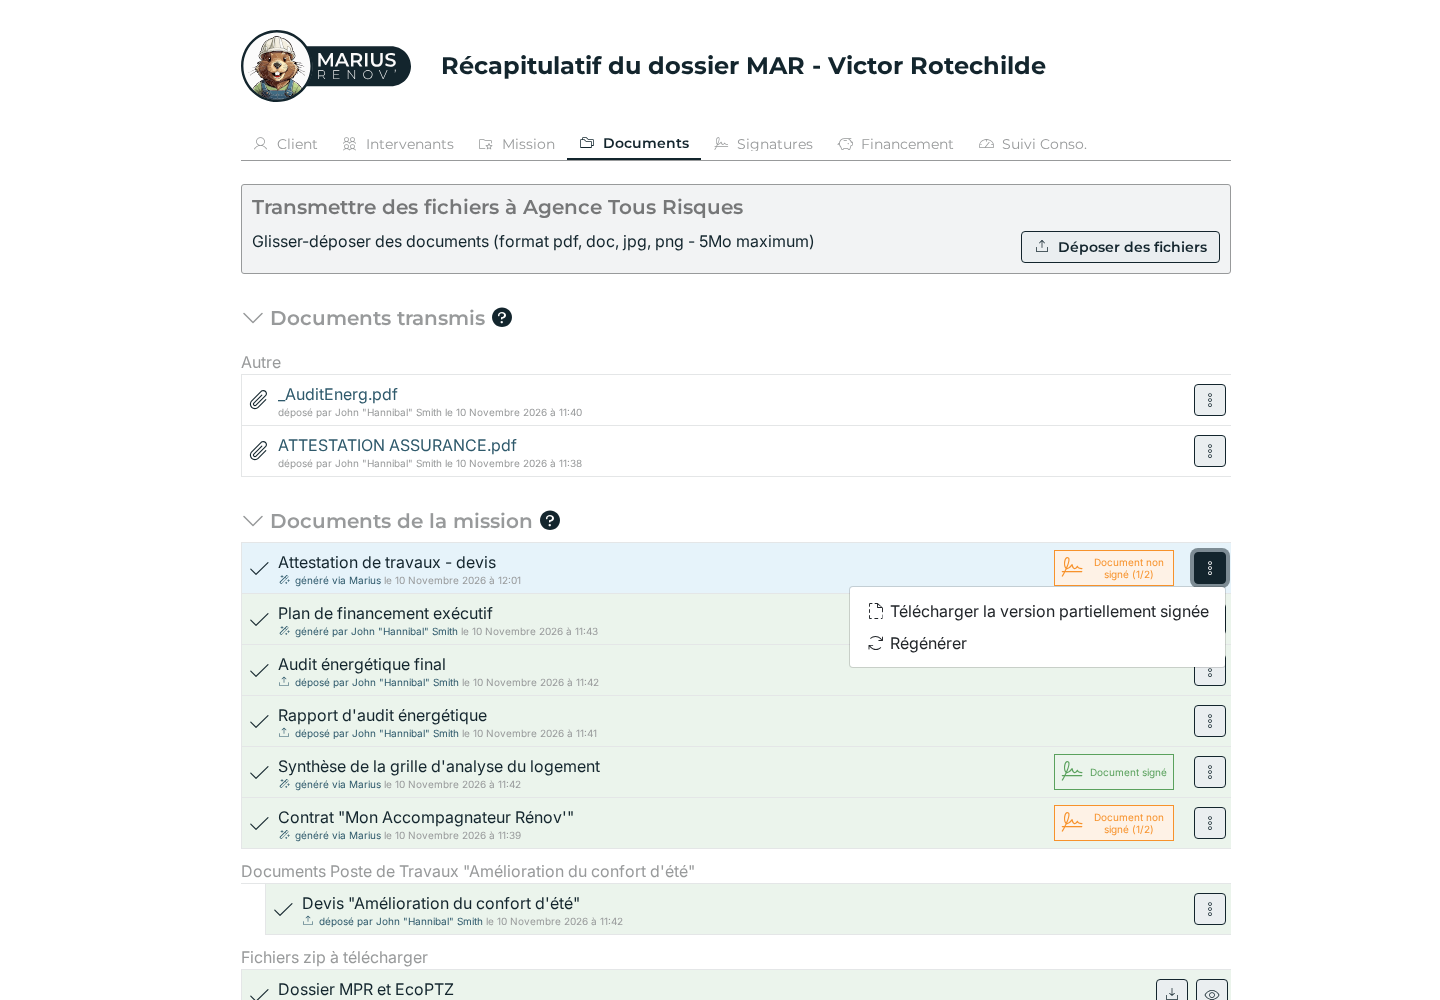 MARIUS
RENOV'
Récapitulatif du dossier MAR - Victor Rotechilde
Client
Intervenants
Mission
Documents
Signatures
Financement
Suivi Conso.
Transmettre des fichiers à Agence Tous Risques
Glisser-déposer des documents (format pdf, doc, jpg, png - 5Mo maximum)
Déposer des fichiers
Documents transmis
Autre
_AuditEnerg.pdf
déposé par John "Hannibal" Smith le 10 Novembre 2026 à 11:40
ATTESTATION ASSURANCE.pdf
déposé par John "Hannibal" Smith le 10 Novembre 2026 à 11:38
Documents de la mission
Attestation de travaux - devis
généré via Marius le 10 Novembre 2026 à 12:01
Document non
signé (1/2)
Télécharger la version partiellement signée
Régénérer
Plan de financement exécutif
généré par John "Hannibal" Smith le 10 Novembre 2026 à 11:43
Audit énergétique final
déposé par John "Hannibal" Smith le 10 Novembre 2026 à 11:42
Rapport d'audit énergétique
déposé par John "Hannibal" Smith le 10 Novembre 2026 à 11:41
Synthèse de la grille d'analyse du logement
généré via Marius le 10 Novembre 2026 à 11:42
Document signé
Contrat "Mon Accompagnateur Rénov'"
généré via Marius le 10 Novembre 2026 à 11:39
Document non
signé (1/2)
Documents Poste de Travaux "Amélioration du confort d'été"
Devis "Amélioration du confort d'été"
déposé par John "Hannibal" Smith le 10 Novembre 2026 à 11:42
Fichiers zip à télécharger
Dossier MPR et EcoPTZ